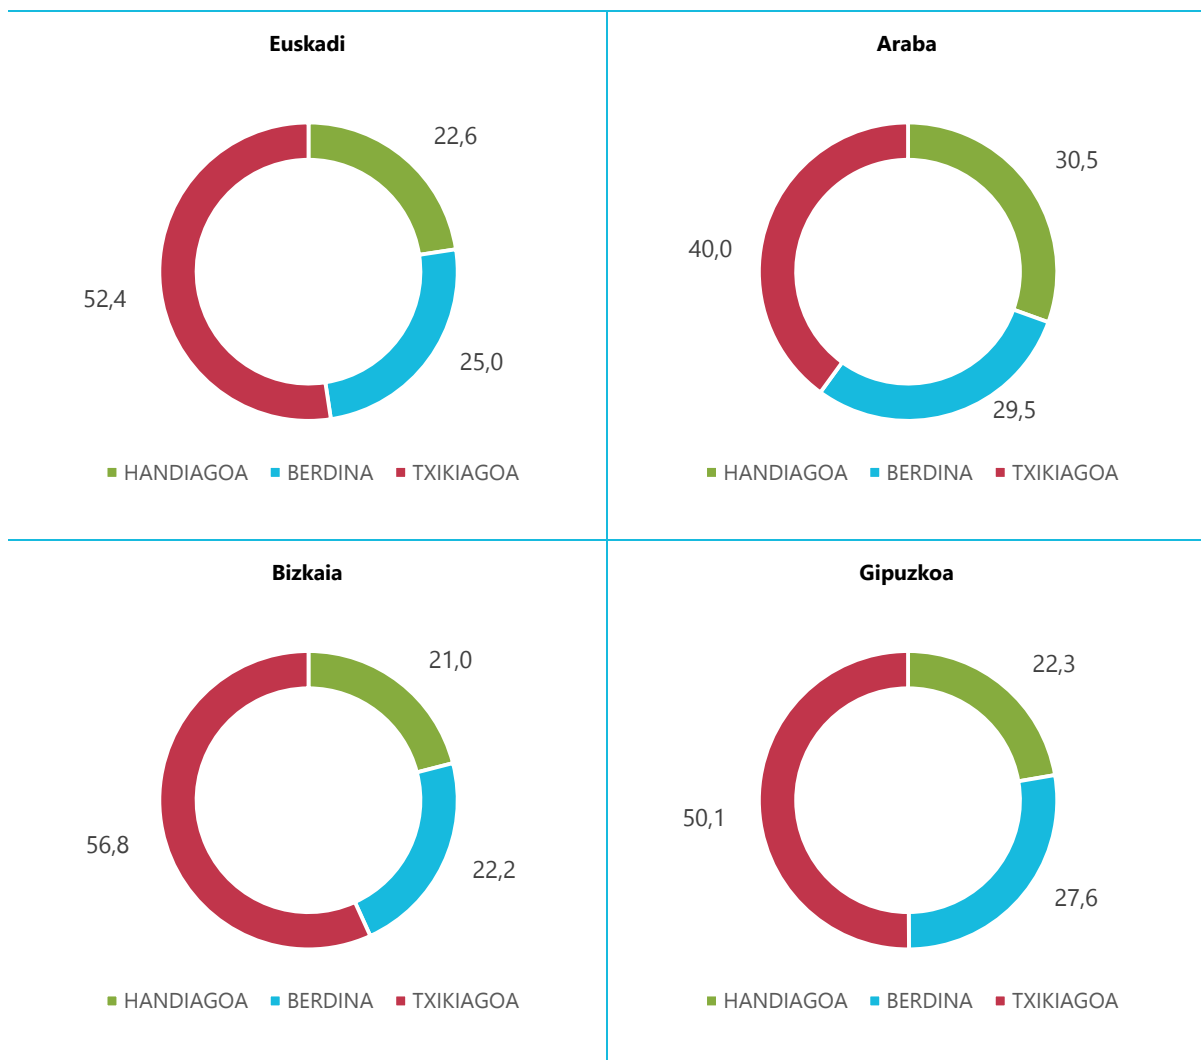 Euskadi
22,6
52,4
25,0
HANDIAGOA BERDINA TXIKIAGOA
Araba
30,5
40,0
29,5
HANDIAGOA BERDINA TXIKIAGOA
Bizkaia
21,0
56,8
22,2
HANDIAGOA BERDINA TXIKIAGOA
Gipuzkoa
22,3
50,1
27,6
HANDIAGOA BERDINA TXIKIAGOA